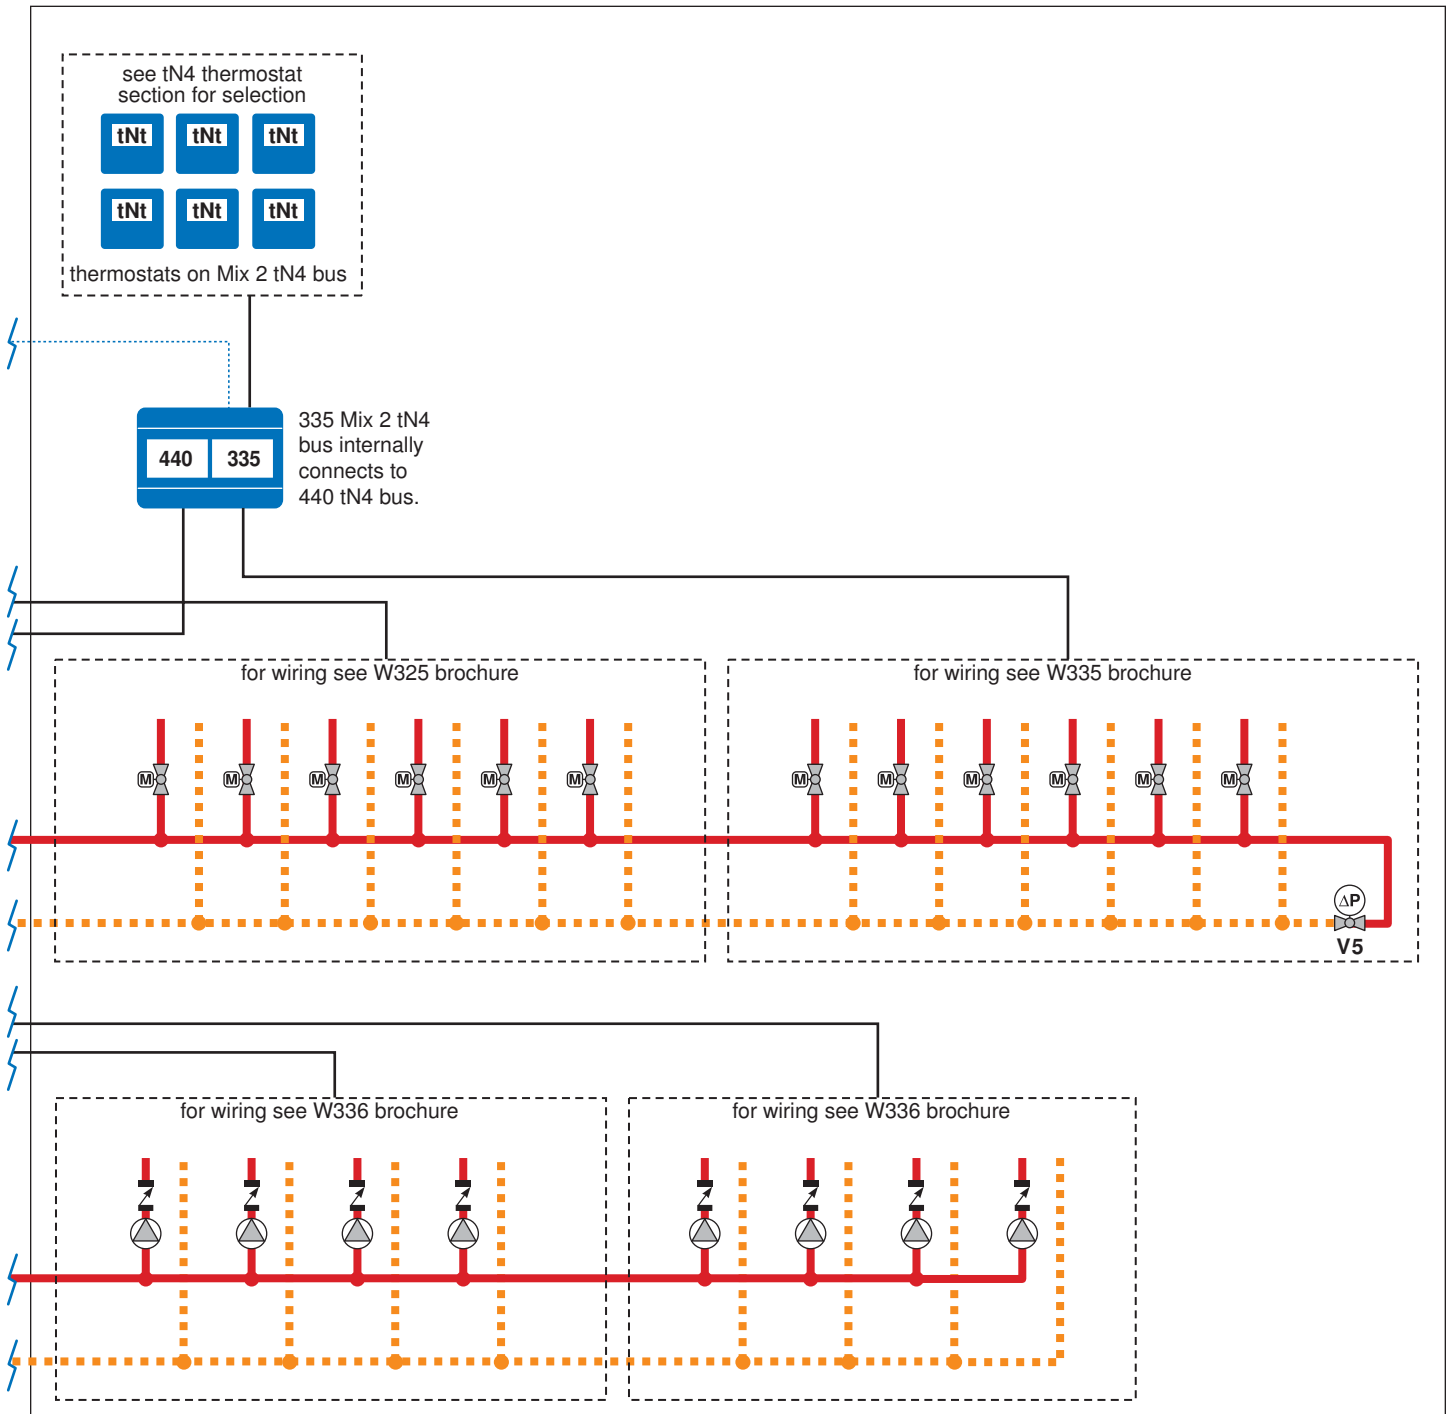 see tN4 thermostat
section for selection
tNt tNt tNt
tNt tNt tNt
thermostats on Mix 2 tN4 bus
440 335
335 Mix 2 tN4
bus internally
connects to
440 tN4 bus.
for wiring see W325 brochure
for wiring see W335 brochure
M M M M M M
M M M M M M
ΔP
V5
for wiring see W336 brochure
for wiring see W336 brochure